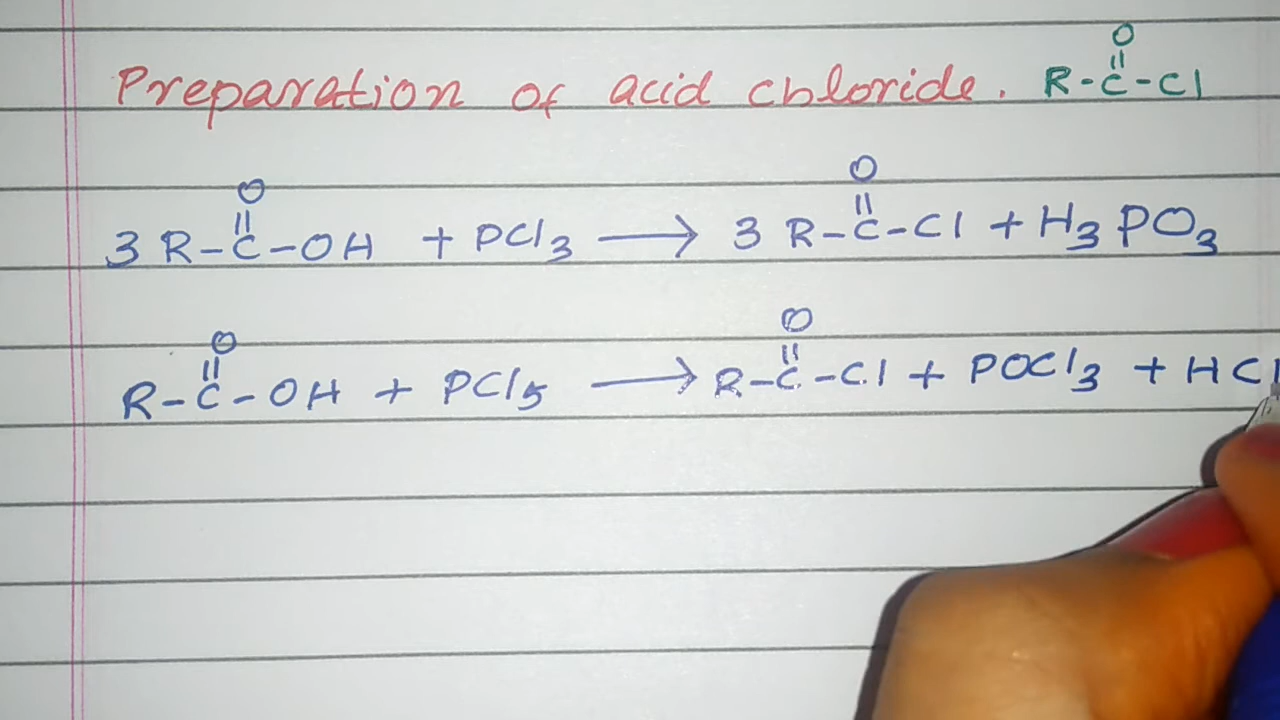 Preparation of acid chloride. R-C(=O)-Cl
3 R-C(=O)-OH + PCl₃ ⟶ 3 R-C(=O)-Cl + H₃PO₃
R-C(=O)-OH + PCl₅ ⟶ R-C(=O)-Cl + POCl₃ + HCl